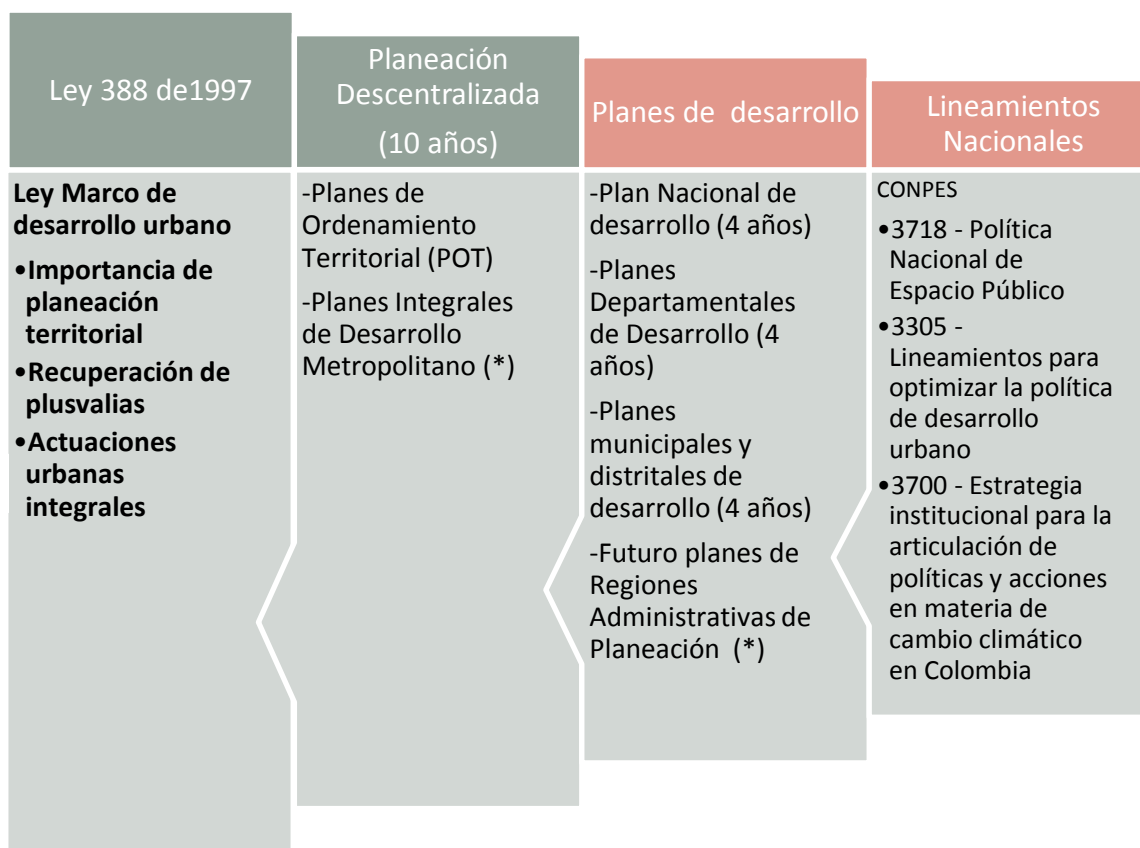 Ley 388 de1997
Ley Marco de
desarrollo urbano
•Importancia de
planeación
territorial
•Recuperación de
plusvalias
•Actuaciones
urbanas
integrales
Planeación
Descentralizada
(10 años)
-Planes de
Ordenamiento
Territorial (POT)
-Planes Integrales
de Desarrollo
Metropolitano (*)
Planes de desarrollo
-Plan Nacional de
desarrollo (4 años)
-Planes
Departamentales
de Desarrollo (4
años)
-Planes
municipales y
distritales de
desarrollo (4 años)
-Futuro planes de
Regiones
Administrativas de
Planeación (*)
Lineamientos
Nacionales
CONPES
•3718 - Política
Nacional de
Espacio Público
•3305 -
Lineamientos para
optimizar la política
de desarrollo
urbano
•3700 - Estrategia
institucional para la
articulación de
políticas y acciones
en materia de
cambio climático
en Colombia